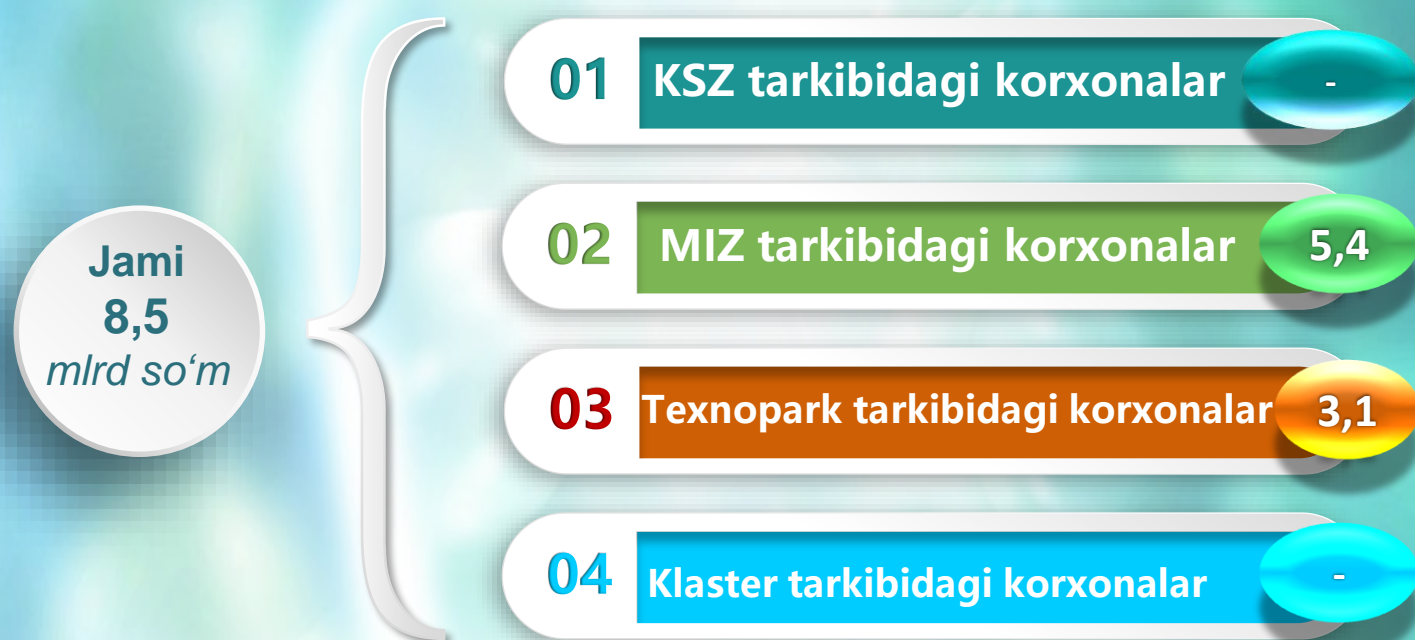 Jami
8,5
mlrd so‘m
01 KSZ tarkibidagi korxonalar -
02 MIZ tarkibidagi korxonalar 5,4
03 Texnopark tarkibidagi korxonalar 3,1
04 Klaster tarkibidagi korxonalar -